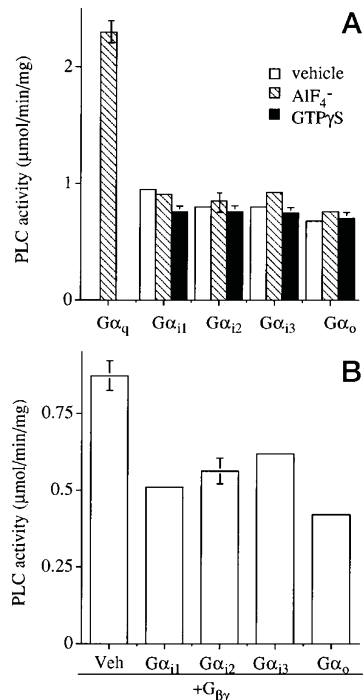 A
PLC activity (μmol/min/mg)
2
1
0
vehicle
AlF₄⁻
GTPγS
Gαq Gαi1 Gαi2 Gαi3 Gαo
B
PLC activity (μmol/min/mg)
0.75
0.5
0.25
0
Veh Gαi1 Gαi2 Gαi3 Gαo
+Gβγ